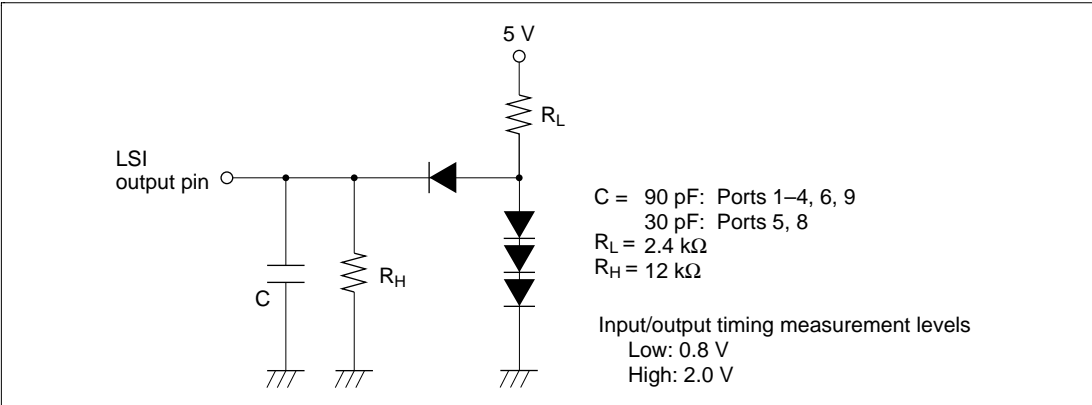 5 V
R_L
LSI
output pin
C
R_H
C = 90 pF: Ports 1–4, 6, 9
30 pF: Ports 5, 8
R_L = 2.4 kΩ
R_H = 12 kΩ
Input/output timing measurement levels
Low: 0.8 V
High: 2.0 V